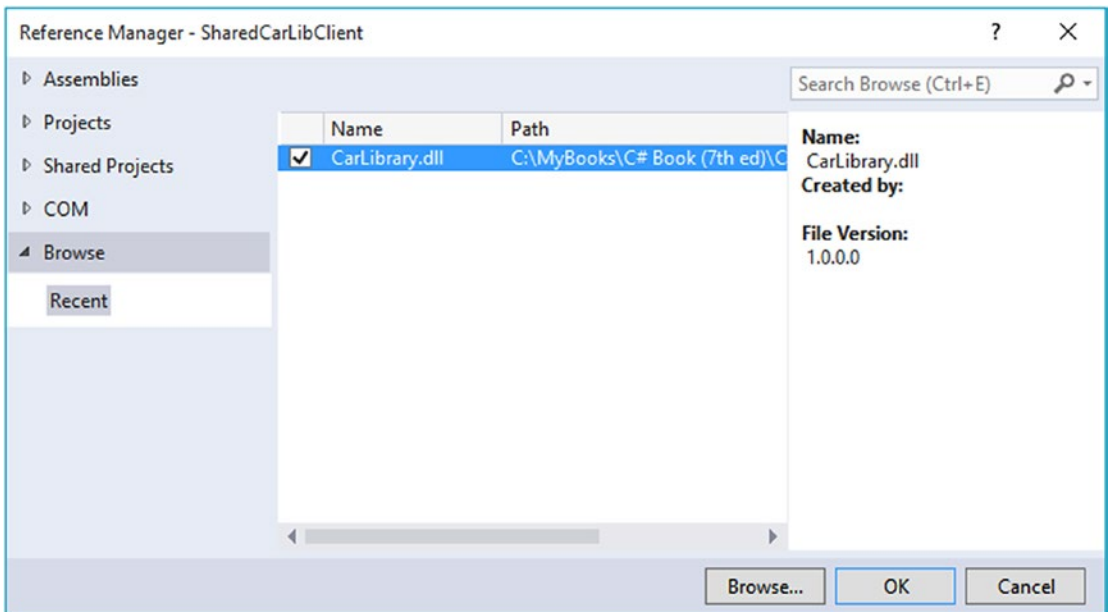 Reference Manager - SharedCarLibClient ? ×
Assemblies
Projects
Shared Projects
COM
Browse
Recent
Name Path
CarLibrary.dll C:\MyBooks\C# Book (7th ed)\C
Search Browse (Ctrl+E)
Name:
CarLibrary.dll
Created by:
File Version:
1.0.0.0
Browse... OK Cancel